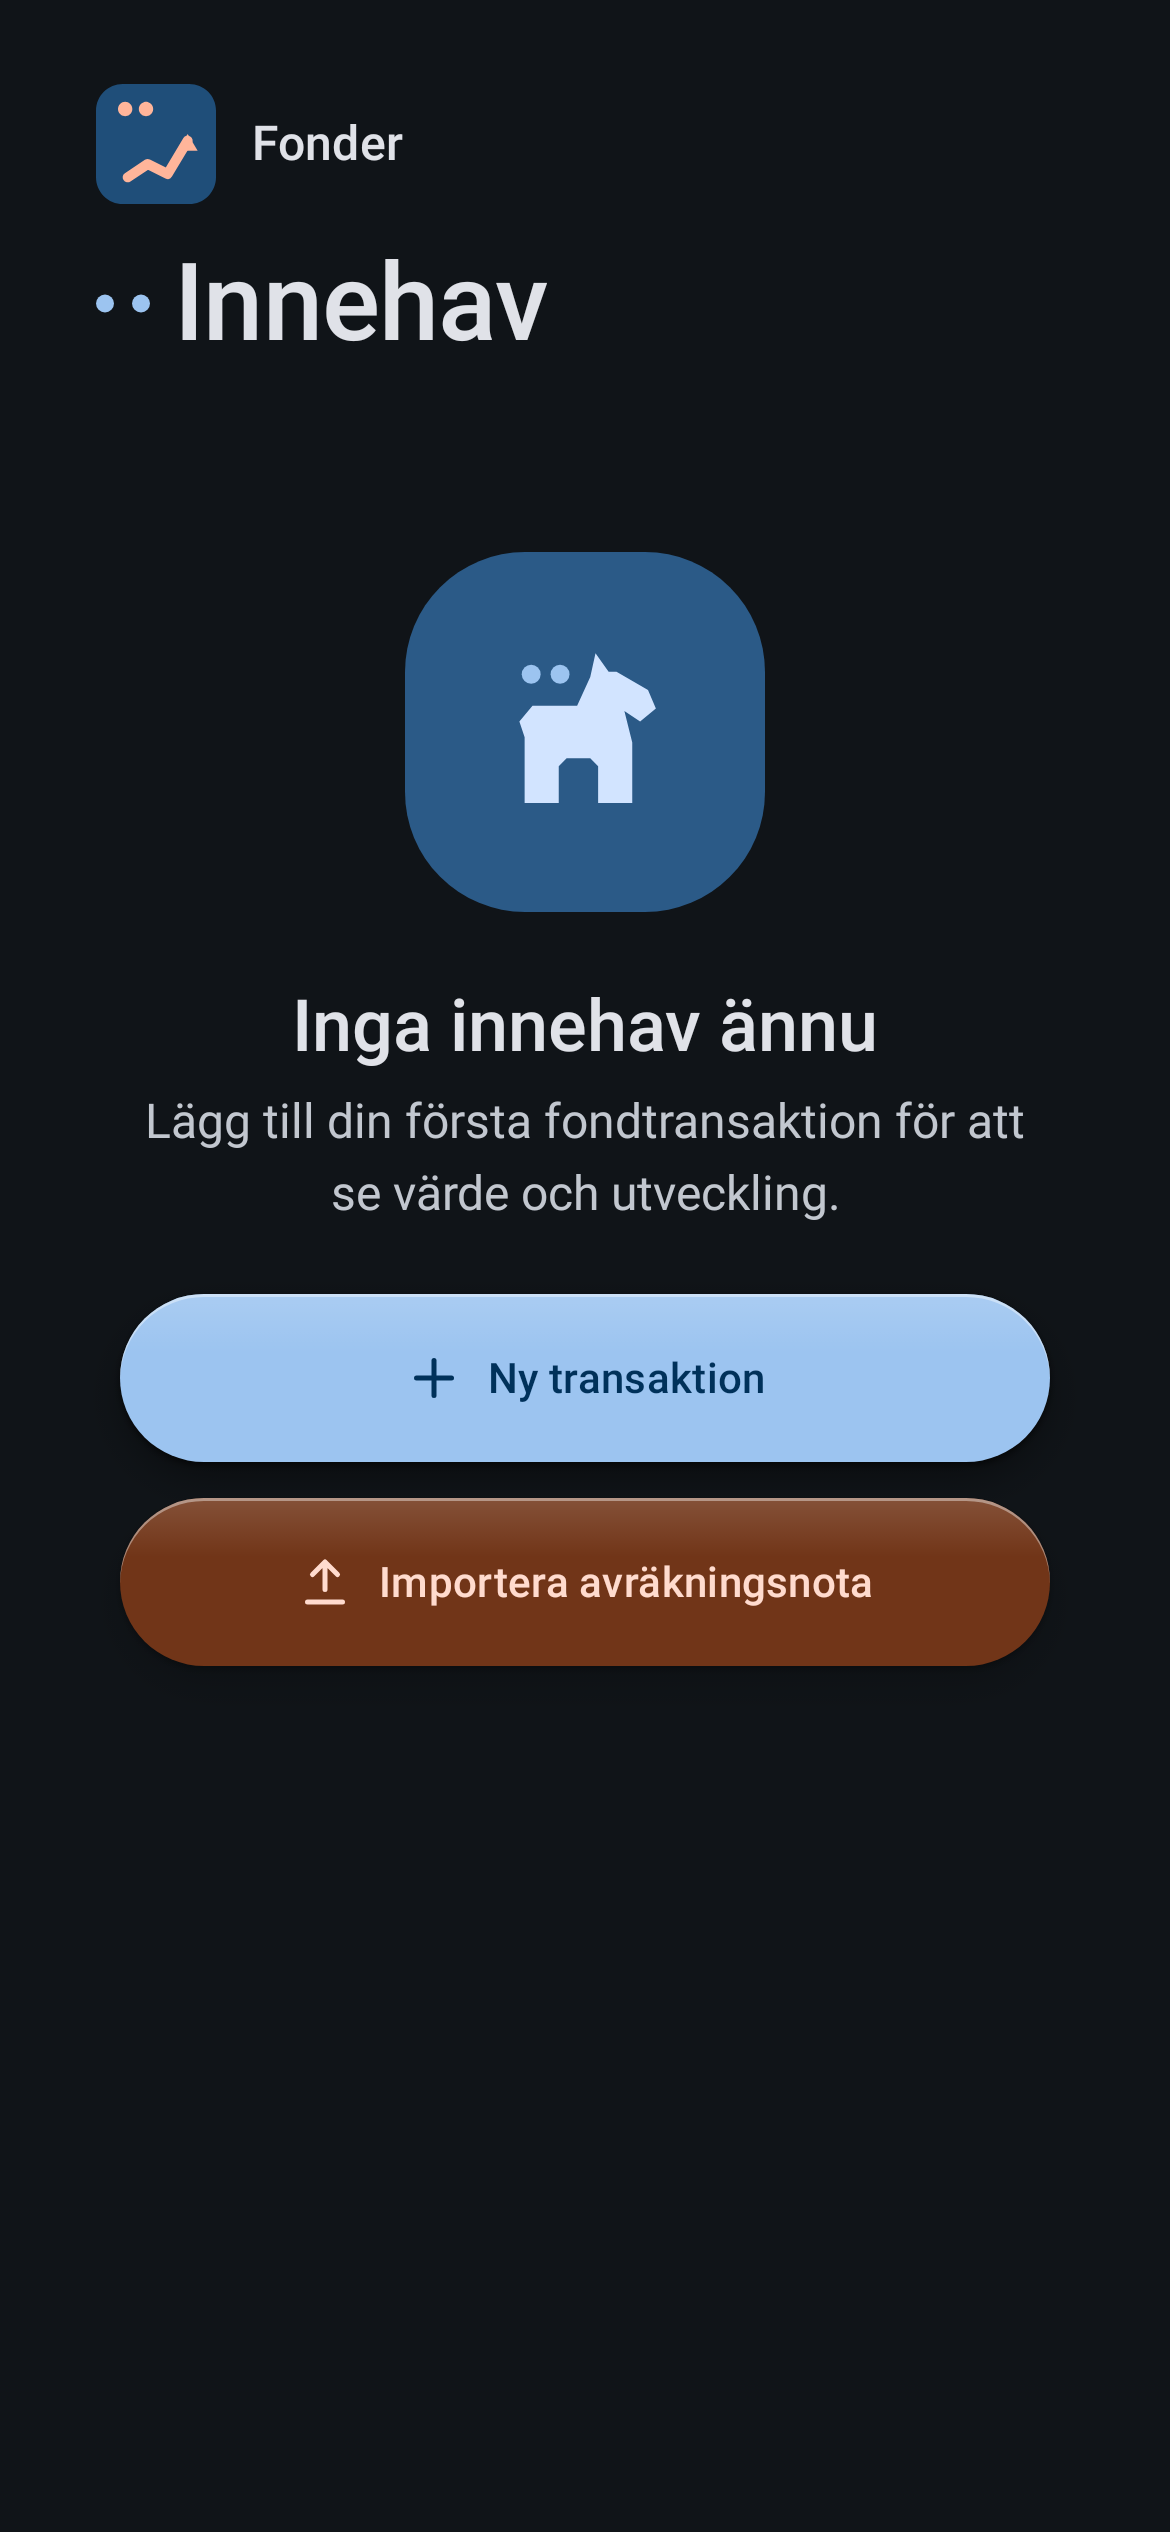 Fonder
Innehav
Inga innehav ännu
Lägg till din första fondtransaktion för att
se värde och utveckling.
Ny transaktion
Importera avräkningsnota